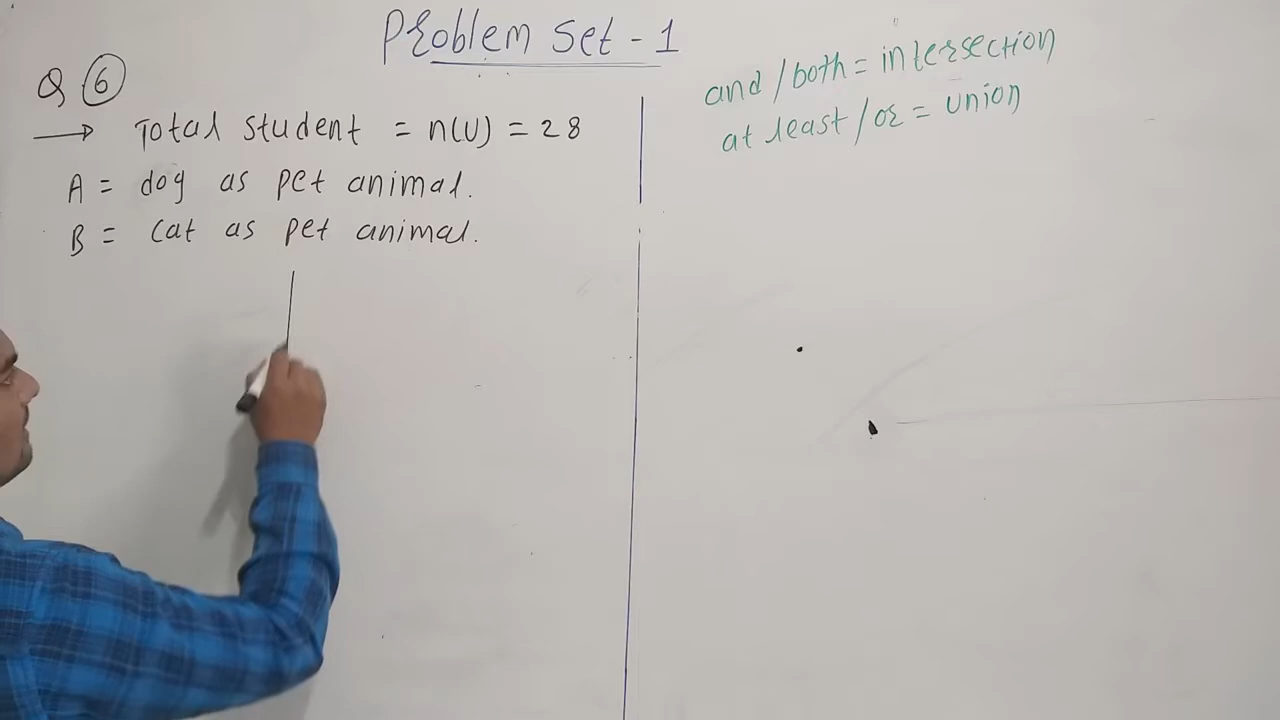 Problem Set - 1
Q 6
→ Total student = n(U) = 28
A = dog as pet animal.
B = Cat as pet animal.
and / both = intersection
at least / or = union